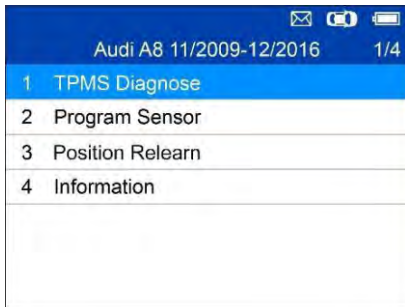 Audi A8 11/2009-12/2016 1/4
1 TPMS Diagnose
2 Program Sensor
3 Position Relearn
4 Information